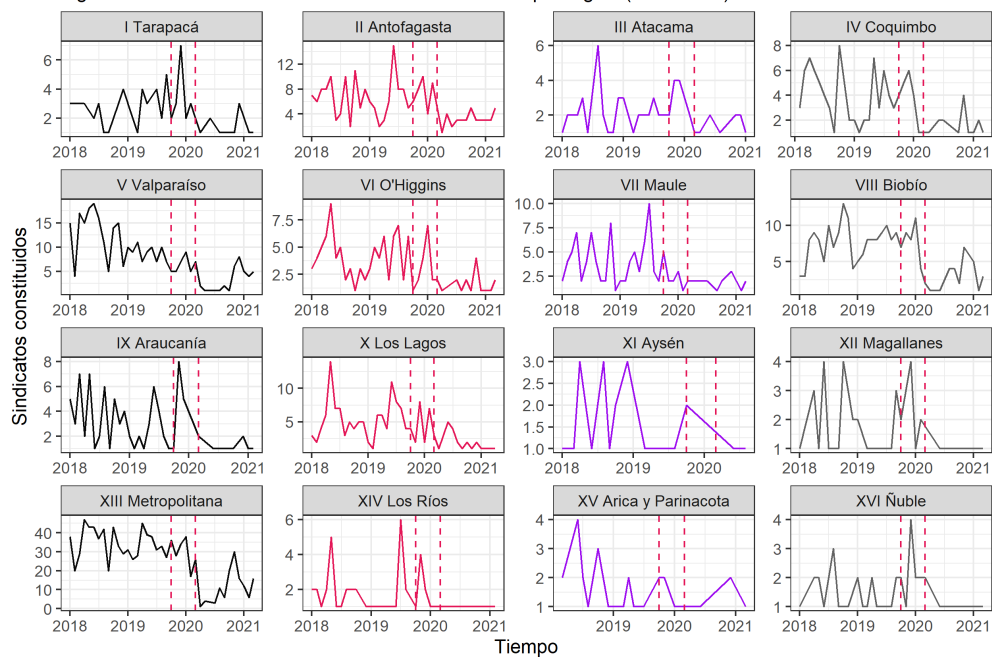 I Tarapacá
II Antofagasta
III Atacama
IV Coquimbo
6
4
2
12
8
4
6
4
2
8
6
4
2
2018 2019 2020 2021
2018 2019 2020 2021
2018 2019 2020 2021
2018 2019 2020 2021
V Valparaíso
VI O'Higgins
VII Maule
VIII Biobío
15
10
5
7.5
5.0
2.5
10.0
7.5
5.0
2.5
10
5
2018 2019 2020 2021
2018 2019 2020 2021
2018 2019 2020 2021
2018 2019 2020 2021
Sindicatos constituidos
IX Araucanía
X Los Lagos
XI Aysén
XII Magallanes
8
6
4
2
10
5
3.0
2.5
2.0
1.5
1.0
4
3
2
1
2018 2019 2020 2021
2018 2019 2020 2021
2018 2019 2020
2018 2019 2020 2021
XIII Metropolitana
XIV Los Ríos
XV Arica y Parinacota
XVI Ñuble
40
30
20
10
0
6
4
2
4
3
2
1
4
3
2
1
2018 2019 2020 2021
2018 2019 2020 2021
2019 2020 2021
2018 2019 2020 2021
Tiempo